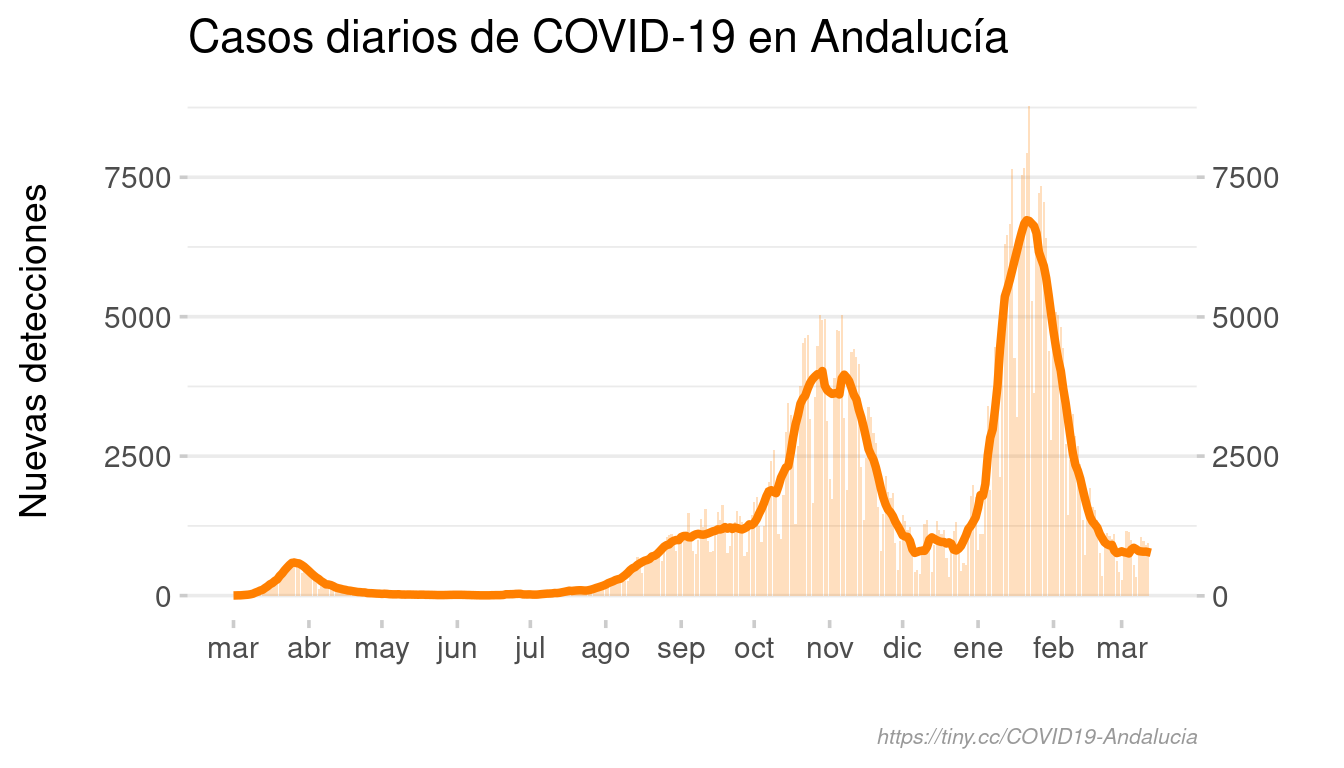 Casos diarios de COVID-19 en Andalucía
Nuevas detecciones
7500 7500
5000 5000
2500 2500
0 0
mar abr may jun jul ago sep oct nov dic ene feb mar
https://tiny.cc/COVID19-Andalucia